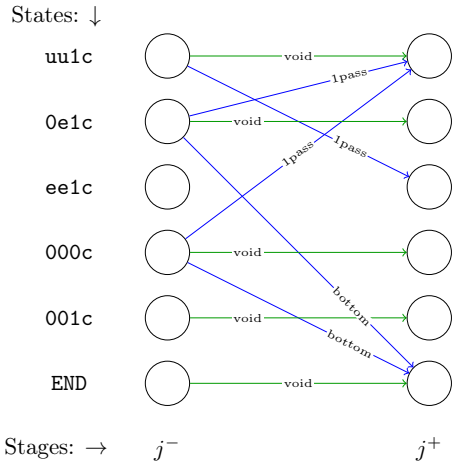 States: ↓
uu1c
void
1pass
0e1c
void
1pass
1pass
ee1c
000c
void
bottom
001c
void
bottom
END
void
Stages: → j⁻ j⁺